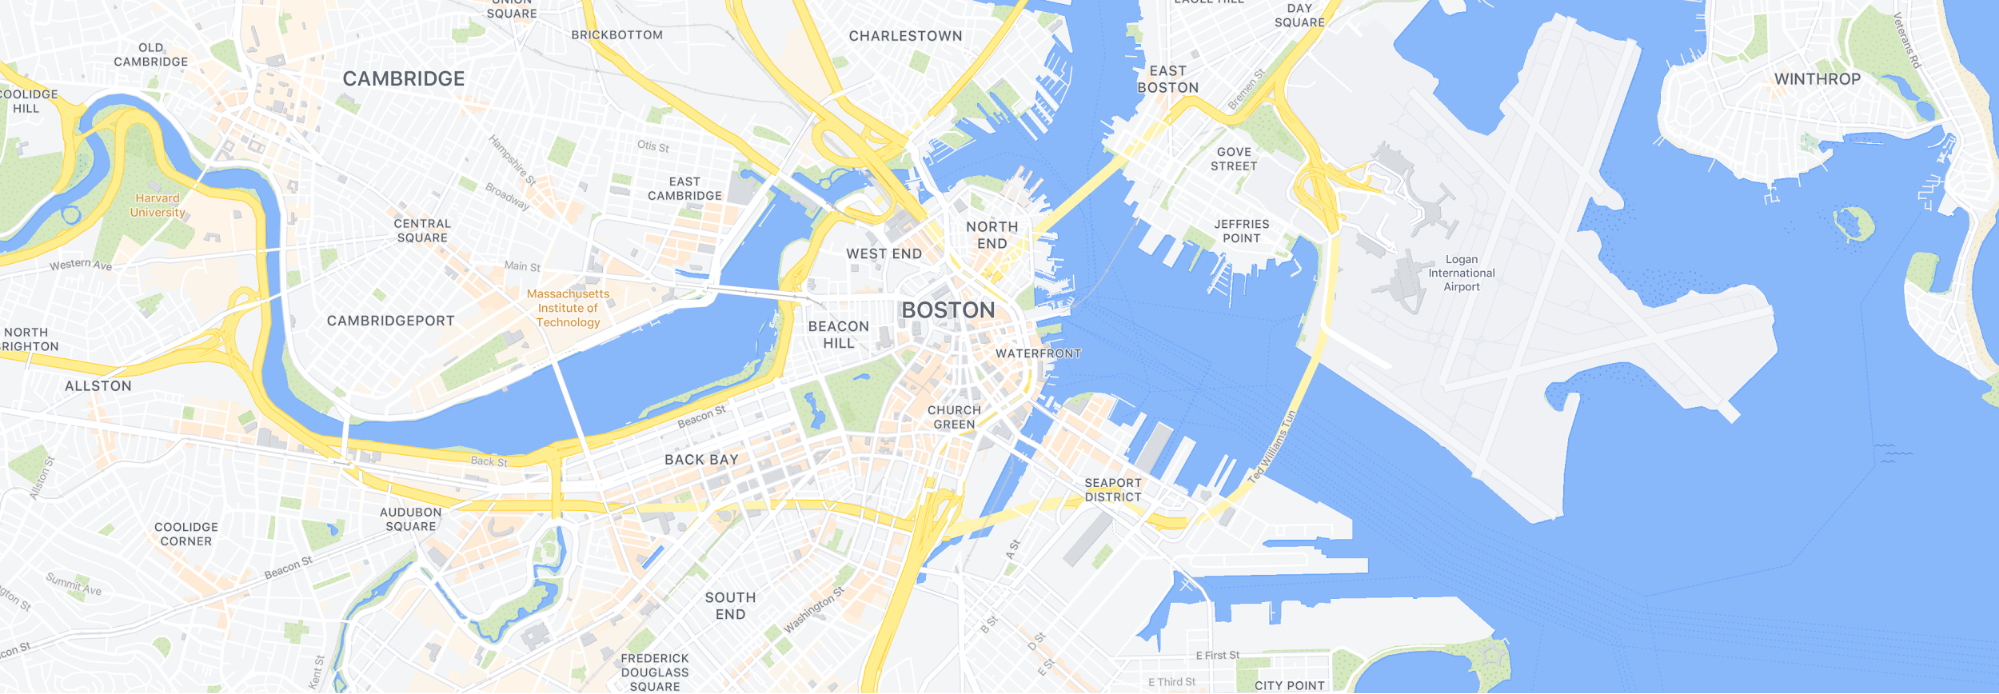 UNION
SQUARE
EAGLE HILL
DAY
SQUARE
Veterans Rd
BRICKBOTTOM
CHARLESTOWN
OLD
CAMBRIDGE
CAMBRIDGE
EAST
BOSTON
WINTHROP
Bremen St
COOLIDGE
HILL
Otis St
Hampshire St
GOVE
STREET
EAST
CAMBRIDGE
Broadway
Harvard
University
CENTRAL
SQUARE
NORTH
END
JEFFRIES
POINT
WEST END
Western Ave
Main St
Logan
International
Airport
Massachusetts
Institute of
Technology
BOSTON
CAMBRIDGEPORT
BEACON
HILL
NORTH
BRIGHTON
WATERFRONT
ALLSTON
Beacon St
CHURCH
GREEN
Ted Williams Tun
BACK BAY
Back St
Allston St
SEAPORT
DISTRICT
AUDUBON
SQUARE
COOLIDGE
CORNER
A St
Beacon St
Summit Ave
ngton St
SOUTH
END
Washington St
B St
D St
E St
con St
Kent St
FREDERICK
DOUGLASS
SQUARE
E First St
E Third St
CITY POINT